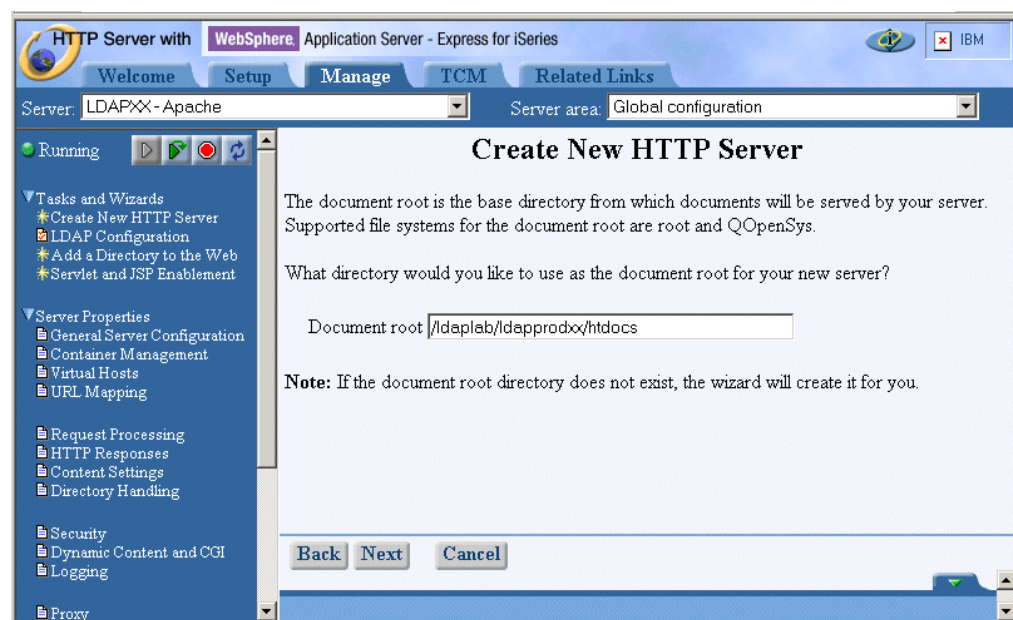 HTTP Server with WebSphere. Application Server - Express for iSeries IBM
Welcome Setup Manage TCM Related Links
Server: LDAPXX - Apache Server area: Global configuration
Running
Tasks and Wizards
Create New HTTP Server
LDAP Configuration
Add a Directory to the Web
Servlet and JSP Enablement
Server Properties
General Server Configuration
Container Management
Virtual Hosts
URL Mapping
Request Processing
HTTP Responses
Content Settings
Directory Handling
Security
Dynamic Content and CGI
Logging
Proxy
Create New HTTP Server
The document root is the base directory from which documents will be served by your server.
Supported file systems for the document root are root and QOpenSys.
What directory would you like to use as the document root for your new server?
Document root /ldaplab/ldapprodxx/htdocs
Note: If the document root directory does not exist, the wizard will create it for you.
Back Next Cancel